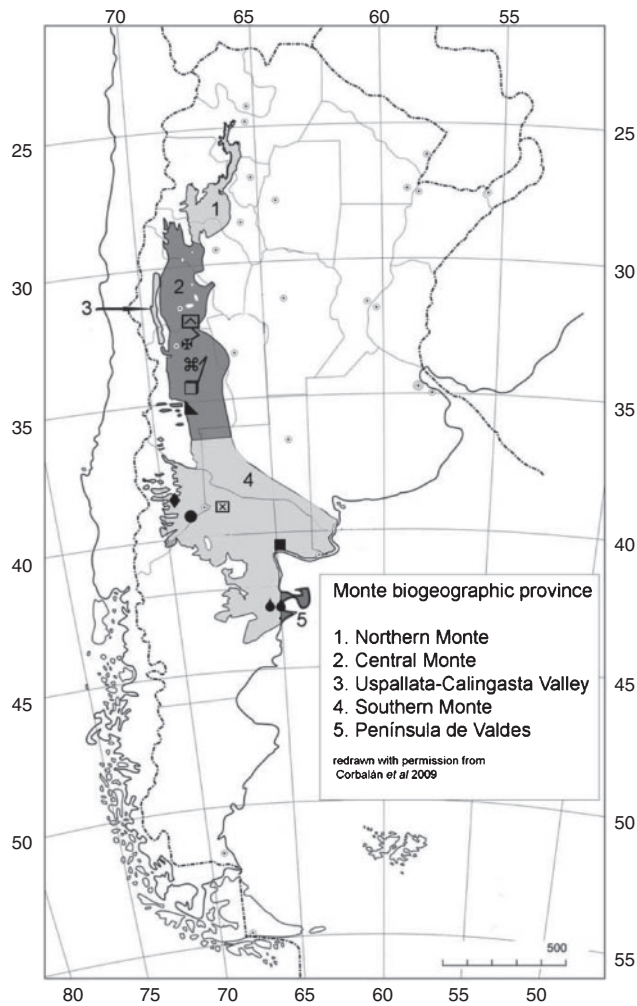 70 65 60 55
25 25
1
30 30
2
3
35 35
4
40 40
5
Monte biogeographic province
1. Northern Monte
2. Central Monte
3. Uspallata-Calingasta Valley
4. Southern Monte
5. Península de Valdes
redrawn with permission from
Corbalán et al 2009
45 45
50 50
500
55
80 75 70 65 60 55 50